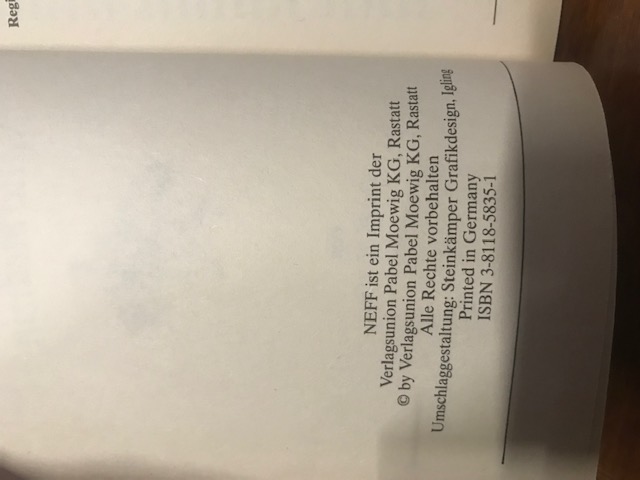 Regi
NEFF ist ein Imprint der
Verlagsunion Pabel Moewig KG, Rastatt
© by Verlagsunion Pabel Moewig KG, Rastatt
Alle Rechte vorbehalten
Umschlaggestaltung: Steinkämper Grafikdesign, Igling
Printed in Germany
ISBN 3-8118-5835-1